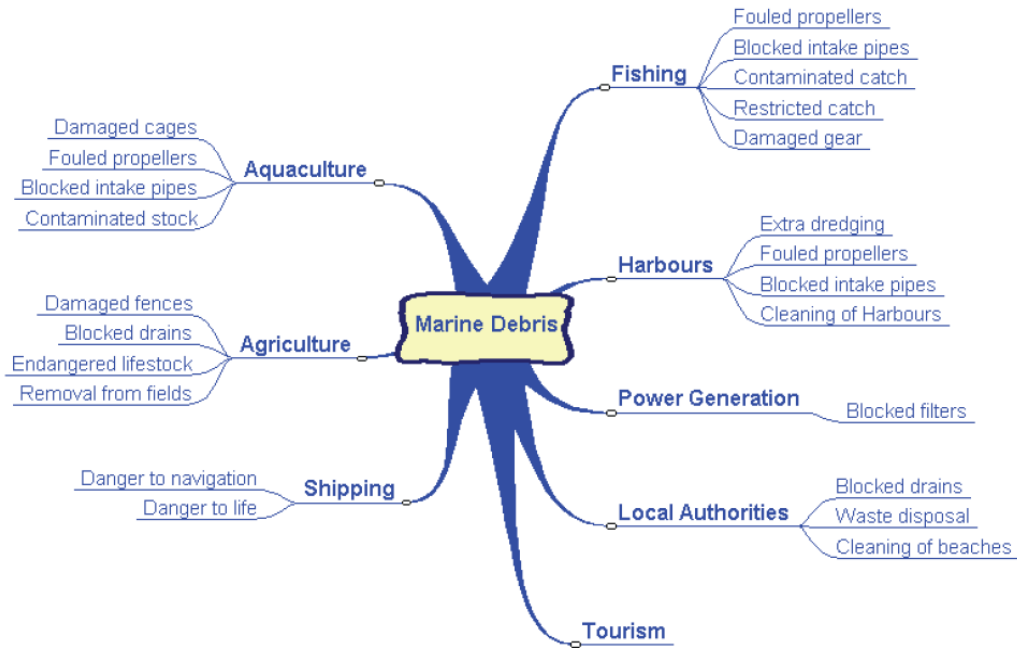 Marine Debris
Fishing
Fouled propellers
Blocked intake pipes
Contaminated catch
Restricted catch
Damaged gear
Harbours
Extra dredging
Fouled propellers
Blocked intake pipes
Cleaning of Harbours
Power Generation
Blocked filters
Local Authorities
Blocked drains
Waste disposal
Cleaning of beaches
Tourism
Aquaculture
Damaged cages
Fouled propellers
Blocked intake pipes
Contaminated stock
Agriculture
Damaged fences
Blocked drains
Endangered lifestock
Removal from fields
Shipping
Danger to navigation
Danger to life